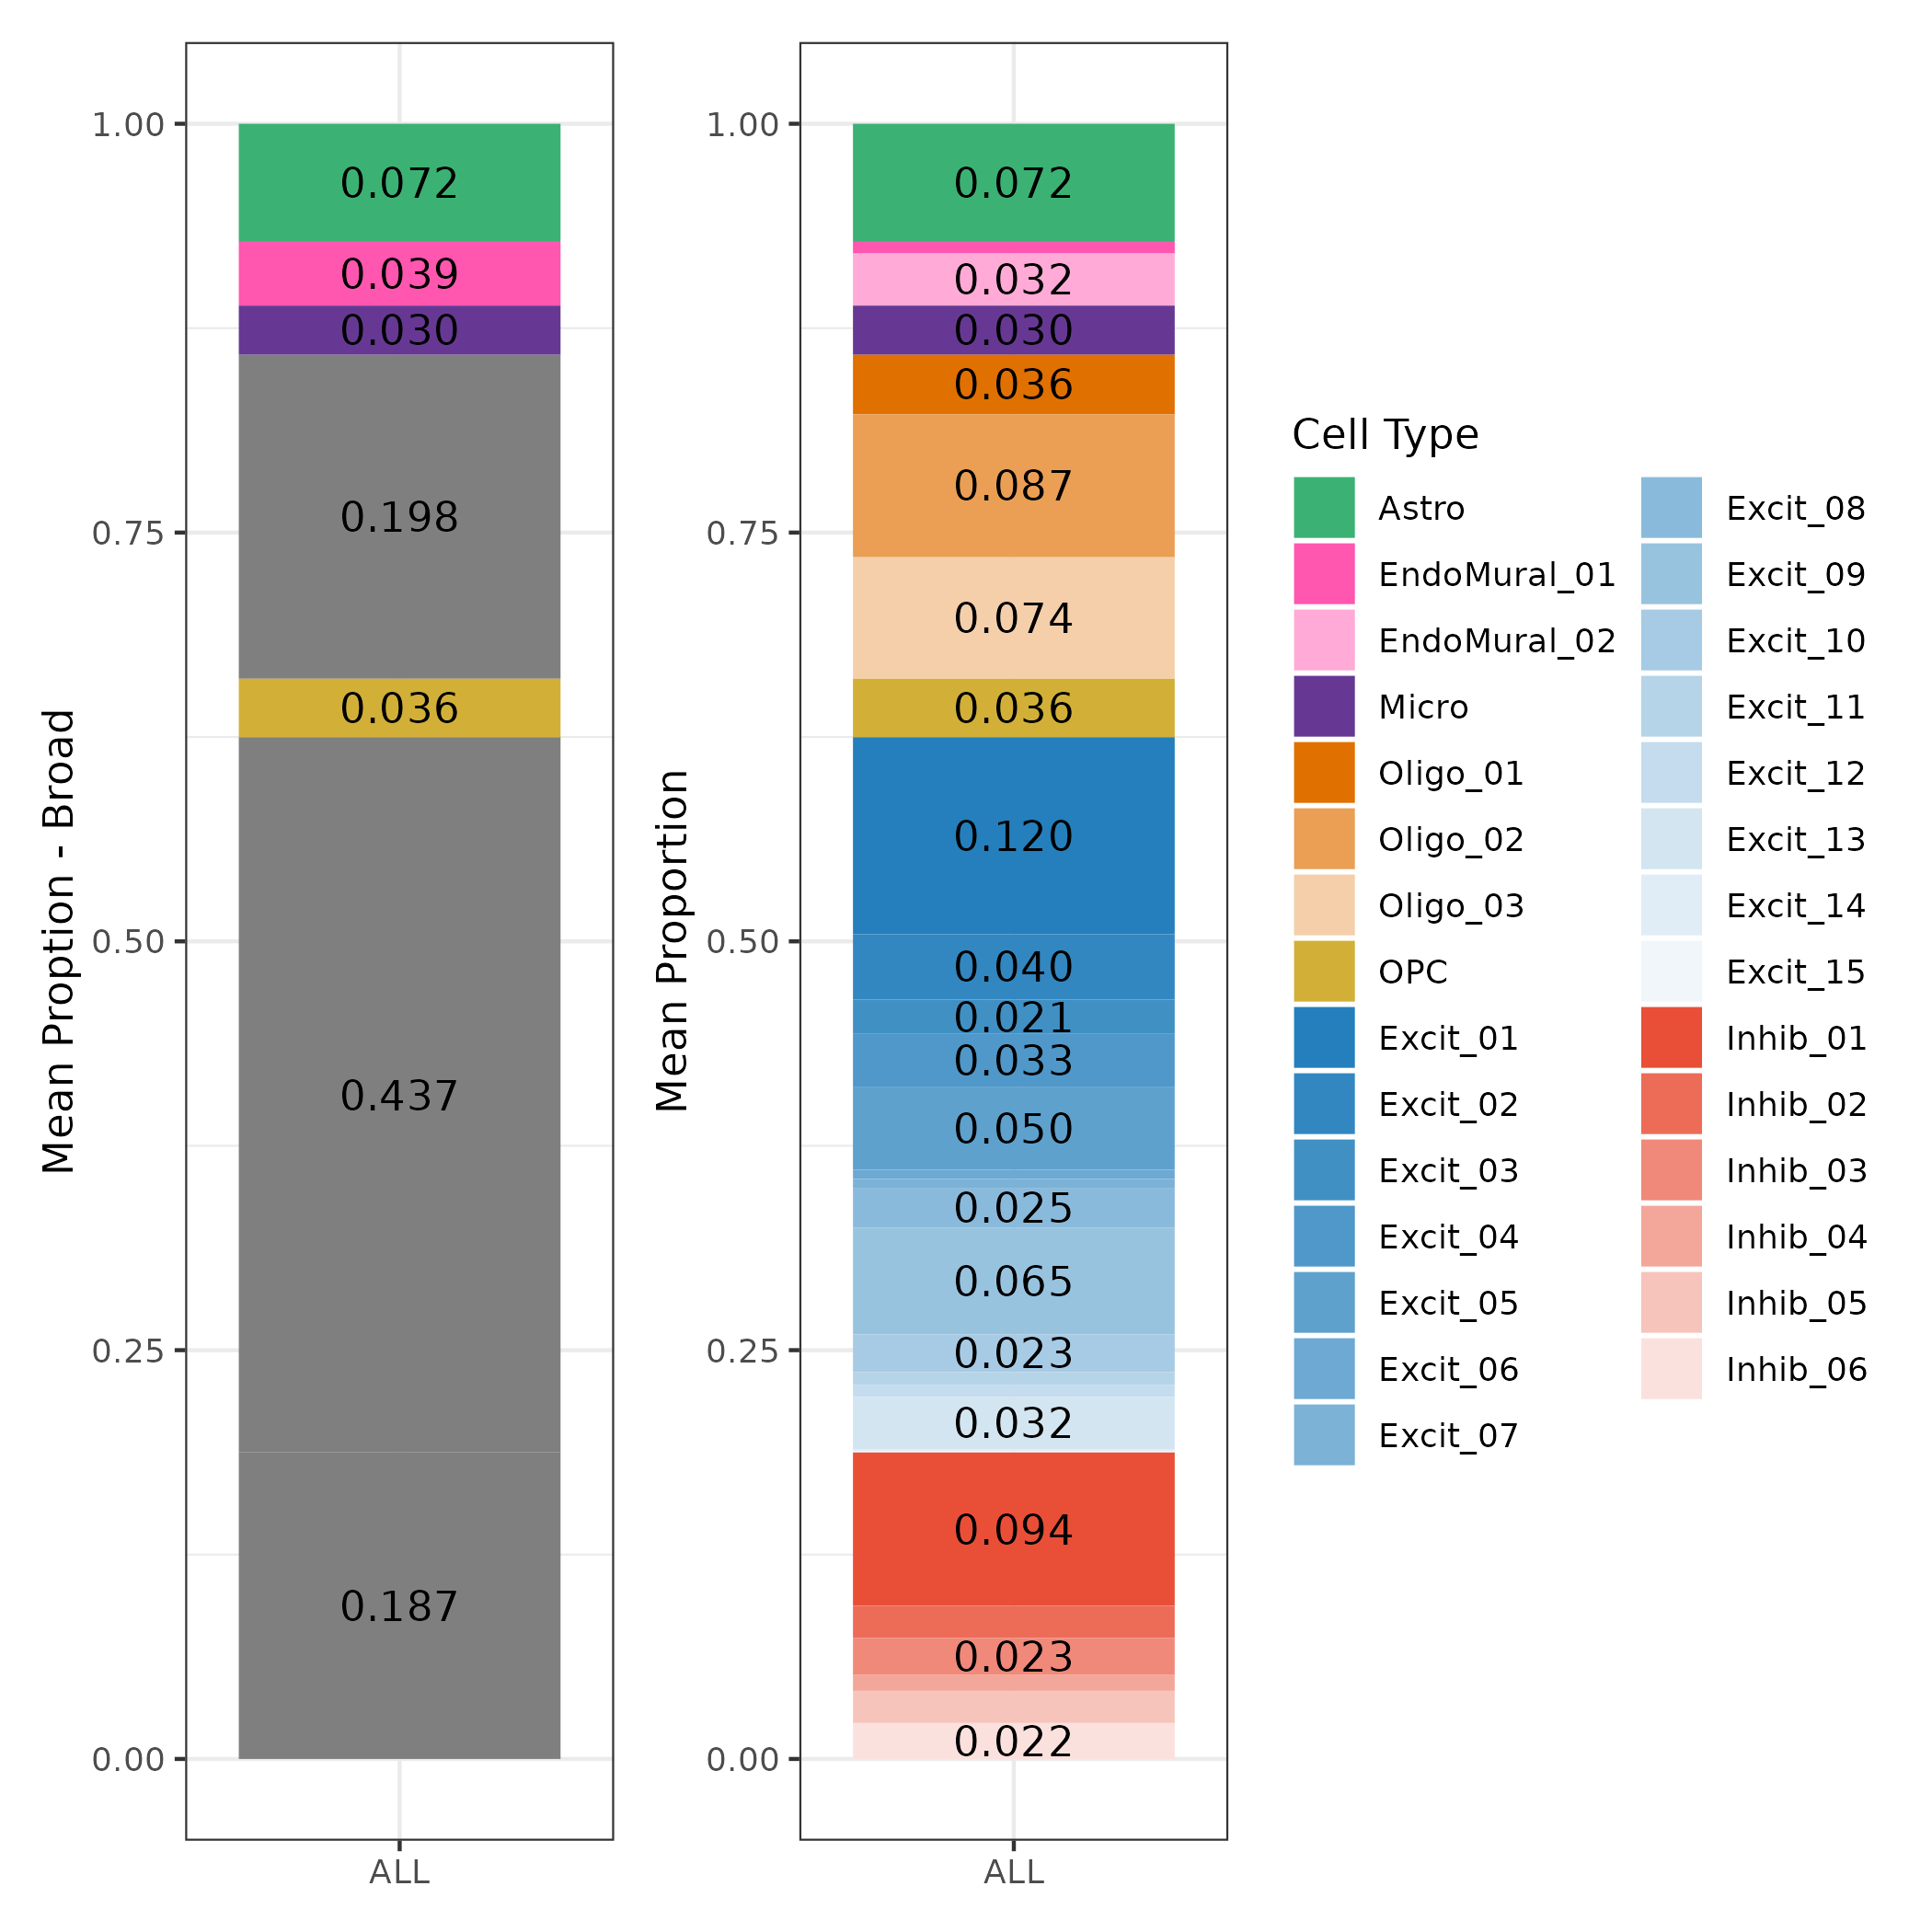 Mean Proption - Broad
1.00
0.75
0.50
0.25
0.00
0.072
0.039
0.030
0.198
0.036
0.437
0.187
ALL
Mean Proportion
1.00
0.75
0.50
0.25
0.00
0.072
0.032
0.030
0.036
0.087
0.074
0.036
0.120
0.040
0.021
0.033
0.050
0.025
0.065
0.023
0.032
0.094
0.023
0.022
ALL
Cell Type
Astro
EndoMural_01
EndoMural_02
Micro
Oligo_01
Oligo_02
Oligo_03
OPC
Excit_01
Excit_02
Excit_03
Excit_04
Excit_05
Excit_06
Excit_07
Excit_08
Excit_09
Excit_10
Excit_11
Excit_12
Excit_13
Excit_14
Excit_15
Inhib_01
Inhib_02
Inhib_03
Inhib_04
Inhib_05
Inhib_06